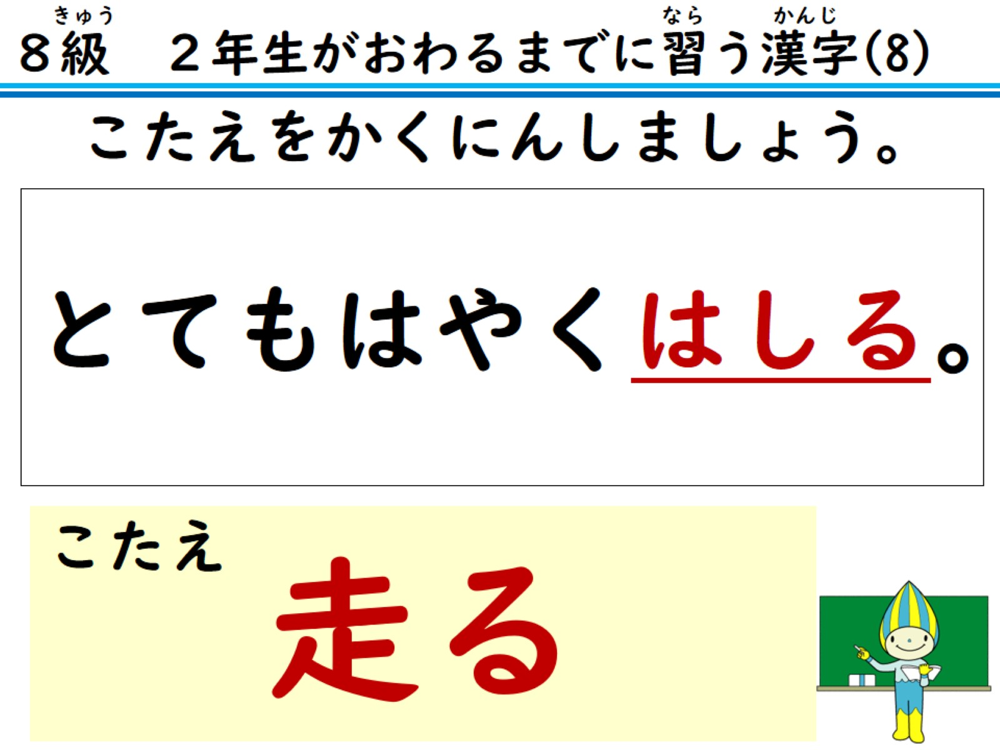 きゅう なら かんじ
8級　２年生がおわるまでに習う漢字(8)
こたえをかくにんしましょう。
とてもはやくはしる。
こたえ
走る